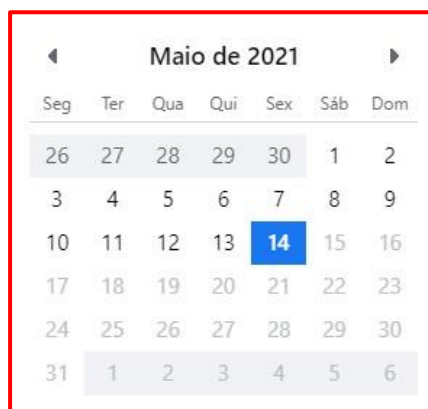 Maio de 2021
Seg Ter Qua Qui Sex Sáb Dom
26 27 28 29 30 1 2
3 4 5 6 7 8 9
10 11 12 13 14 15 16
17 18 19 20 21 22 23
24 25 26 27 28 29 30
31 1 2 3 4 5 6